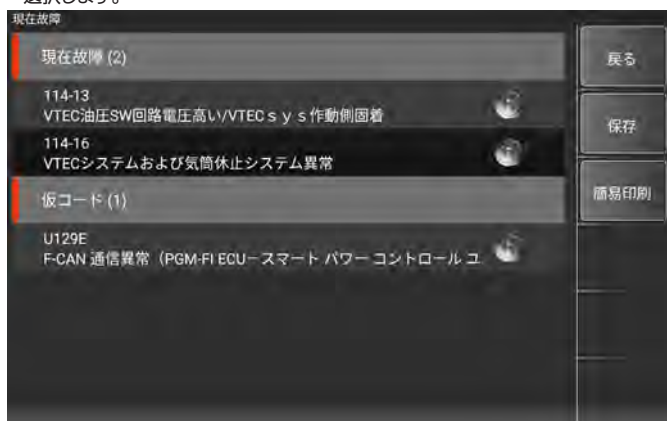 選択します。
現在故障
現在故障 (2)
戻る
114-13
VTEC油圧SW回路電圧高い/VTECｓｙｓ作動側固着
保存
114-16
VTECシステムおよび気筒休止システム異常
簡易印刷
仮コード (1)
U129E
F-CAN 通信異常（PGM-FI ECU－スマート パワー コントロール ユ